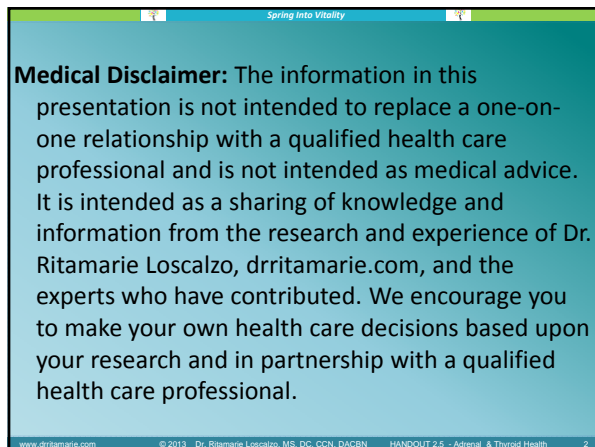 Spring Into Vitality
Medical Disclaimer: The information in this
presentation is not intended to replace a one-on-
one relationship with a qualified health care
professional and is not intended as medical advice.
It is intended as a sharing of knowledge and
information from the research and experience of Dr.
Ritamarie Loscalzo, drritamarie.com, and the
experts who have contributed. We encourage you
to make your own health care decisions based upon
your research and in partnership with a qualified
health care professional.
www.drritamarie.com © 2013 Dr. Ritamarie Loscalzo, MS, DC, CCN, DACBN HANDOUT 2.5 - Adrenal & Thyroid Health 2